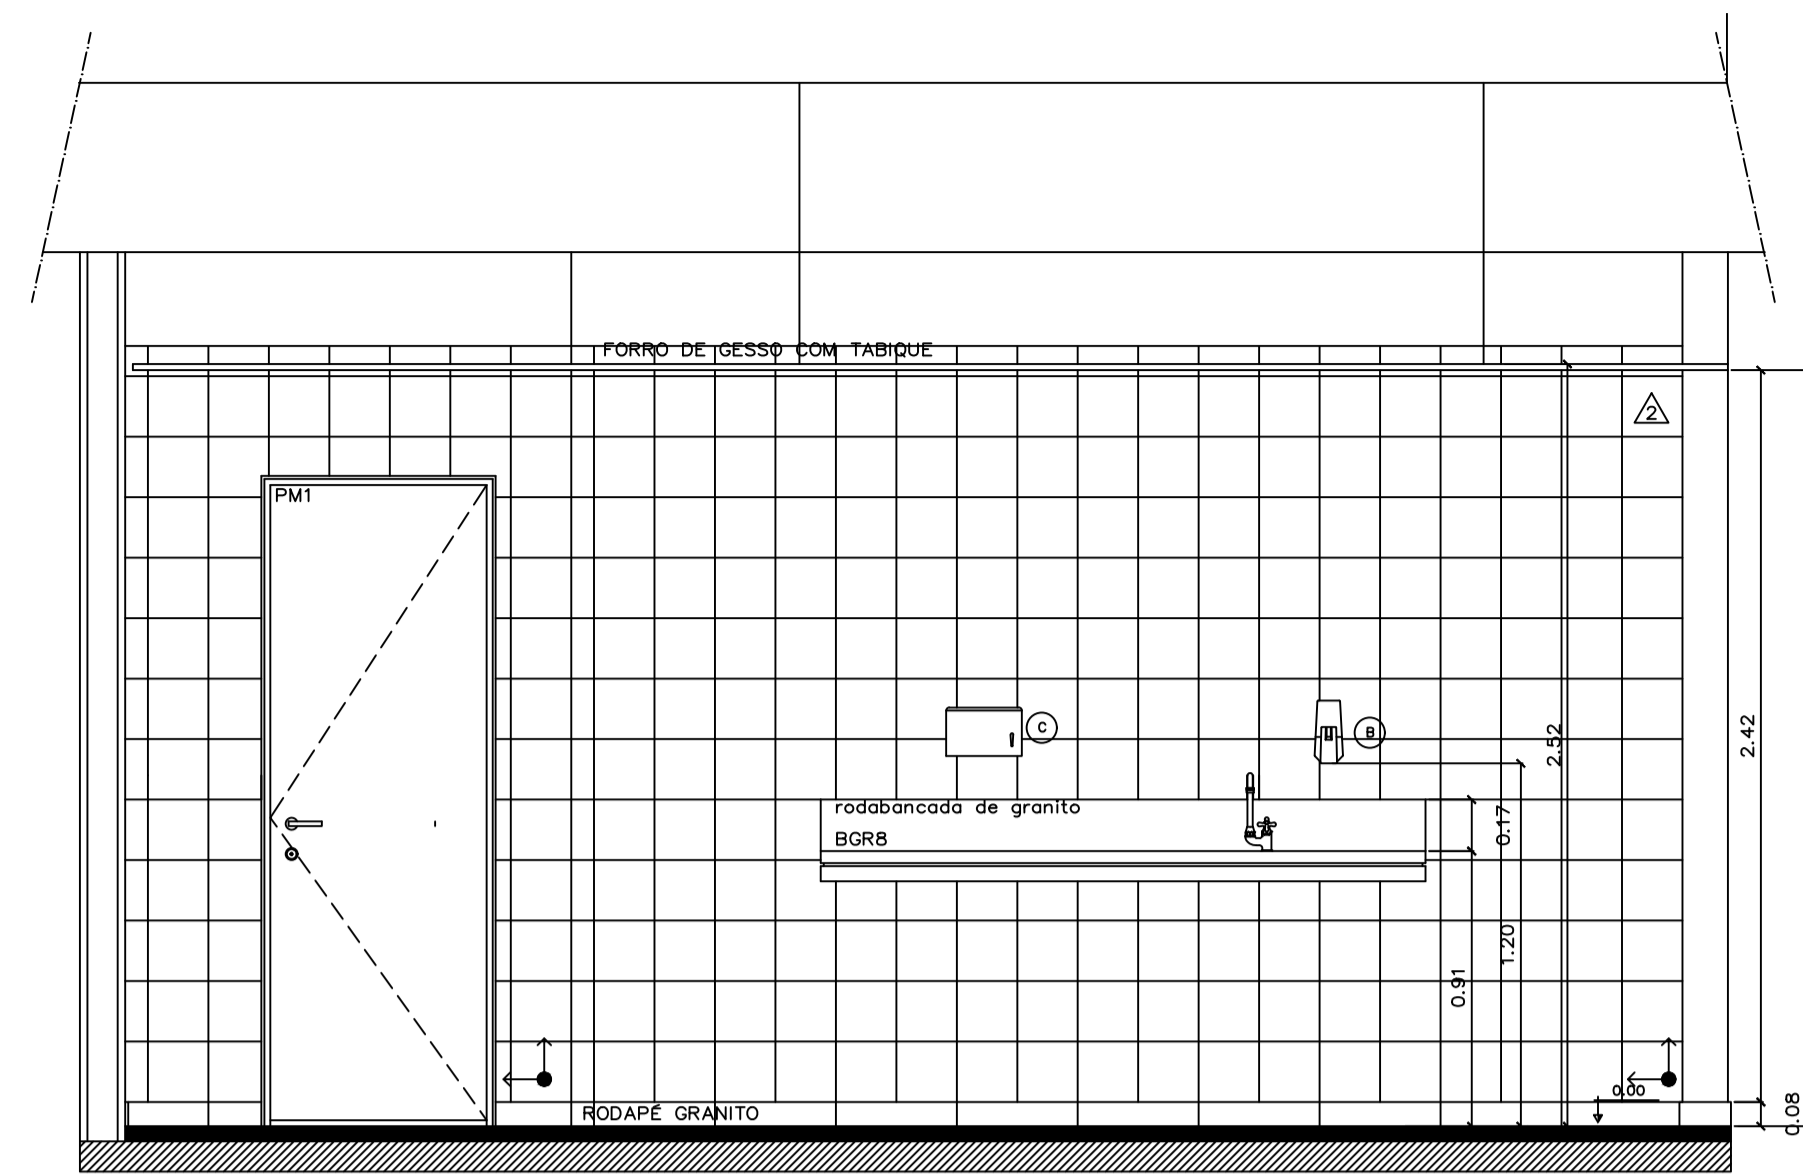 FORRO DE GESSO COM TABIQUE
2
PM1
C
B
2.52
2.42
rodabancada de granito
0.17
BGR8
1.20
0.91
0.00
RODAPÉ GRANITO
0.08